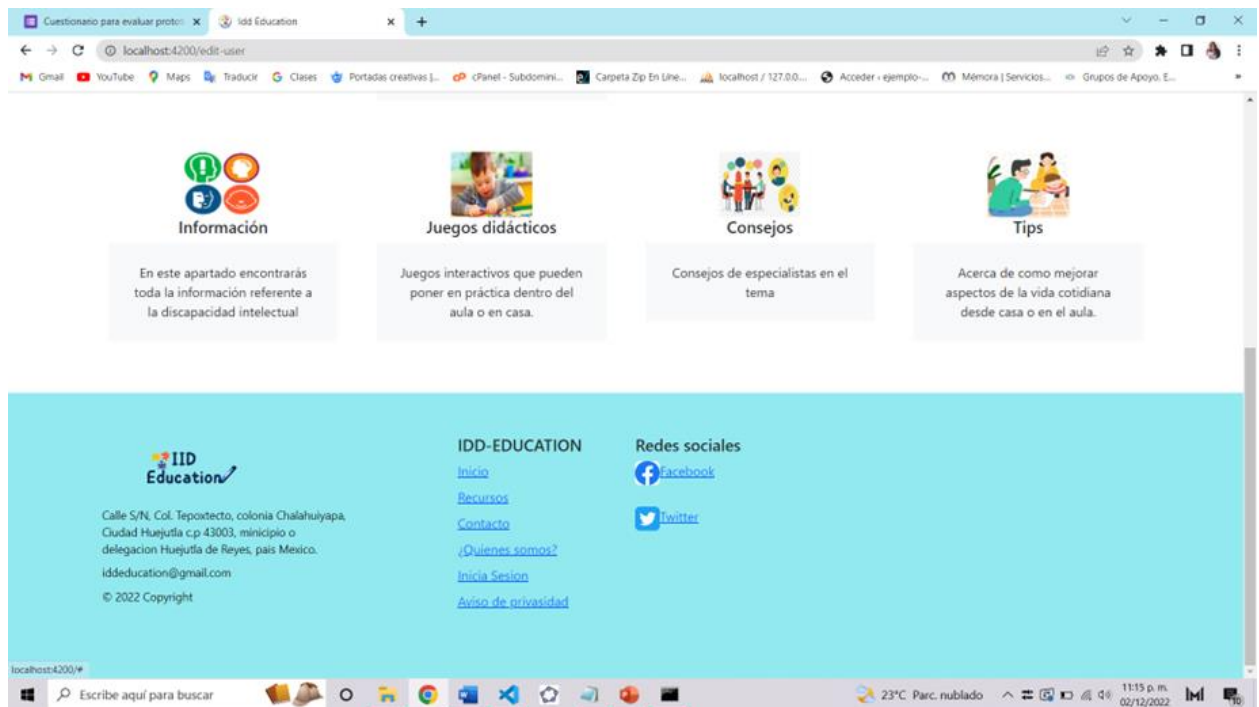 Cuestionario para evaluar protot
Idd Education
localhost:4200/edit-user
Gmail YouTube Maps Traducir Clases Portadas creativas |... cPanel - Subdomini... Carpeta Zip En Líne... localhost / 127.0.0... Acceder ‹ ejemplo-... Mémora | Servicios... Grupos de Apoyo. E...
Información
Juegos didácticos
Consejos
Tips
En este apartado encontrarás
toda la información referente a
la discapacidad intelectual
Juegos interactivos que pueden
poner en práctica dentro del
aula o en casa.
Consejos de especialistas en el
tema
Acerca de como mejorar
aspectos de la vida cotidiana
desde casa o en el aula.
IID
Education
Calle S/N, Col. Tepoxtecto, colonia Chalahuiyapa,
Ciudad Huejutla c.p 43003, minicipio o
delegacion Huejutla de Reyes, pais Mexico.
iddeducation@gmail.com
© 2022 Copyright
IDD-EDUCATION
Inicio
Recursos
Contacto
¿Quienes somos?
Inicia Sesion
Aviso de privasidad
Redes sociales
Facebook
Twitter
localhost:4200/#
Escribe aquí para buscar
23°C Parc. nublado
11:15 p. m.
02/12/2022
10